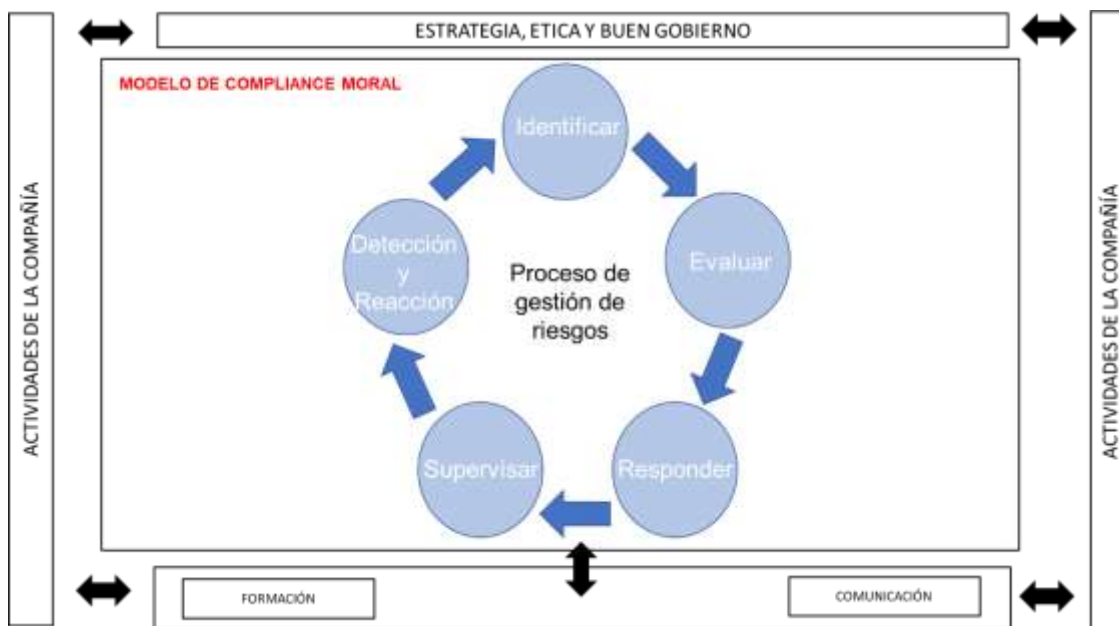 ESTRATEGIA, ETICA Y BUEN GOBIERNO
ACTIVIDADES DE LA COMPAÑÍA
MODELO DE COMPLIANCE MORAL
Identificar
Detección
y
Reacción
Evaluar
Proceso de
gestión de
riesgos
Supervisar
Responder
FORMACIÓN
COMUNICACIÓN
ACTIVIDADES DE LA COMPAÑÍA